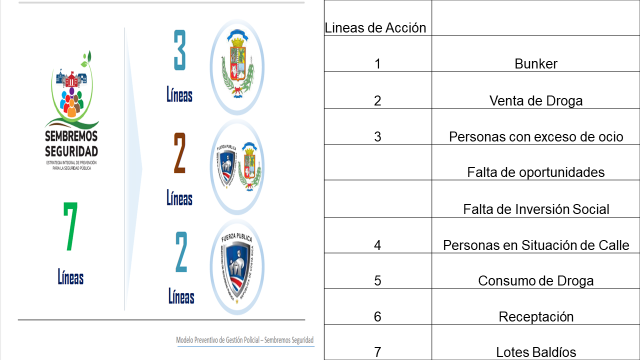 SEMBREMOS
SEGURIDAD
ESTRATEGIA INTEGRAL DE PREVENCIÓN
PARA LA SEGURIDAD PÚBLICA
7
Líneas
3
Líneas
2
Líneas
FUERZA PÚBLICA
2
Líneas
FUERZA PÚBLICA
Modelo Preventivo de Gestión Policial – Sembremos Seguridad
Lineas de Acción
1 Bunker
2 Venta de Droga
3 Personas con exceso de ocio
Falta de oportunidades
Falta de Inversión Social
4 Personas en Situación de Calle
5 Consumo de Droga
6 Receptación
7 Lotes Baldíos